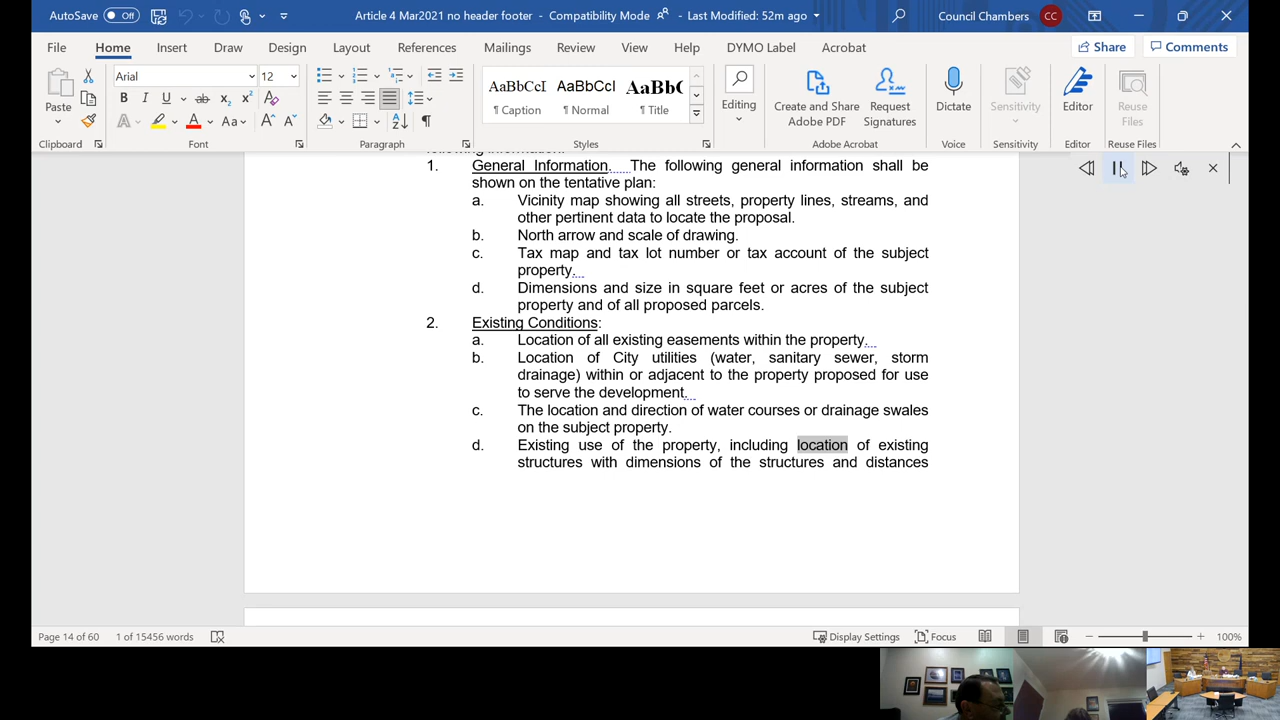 AutoSave Off Article 4 Mar2021 no header footer - Compatibility Mode - Last Modified: 52m ago Council Chambers CC
File Home Insert Draw Design Layout References Mailings Review View Help DYMO Label Acrobat Share Comments
Arial 12
AaBbCcI AaBbCcI AaBb(
Paste ¶ Caption ¶ Normal ¶ Title Editing Create and Share Adobe PDF Request Signatures Dictate Sensitivity Editor Reuse Files
Clipboard Font Paragraph Styles Adobe Acrobat Voice Sensitivity Editor Reuse Files
1. General Information. The following general information shall be
shown on the tentative plan:
a. Vicinity map showing all streets, property lines, streams, and
other pertinent data to locate the proposal.
b. North arrow and scale of drawing.
c. Tax map and tax lot number or tax account of the subject
property.
d. Dimensions and size in square feet or acres of the subject
property and of all proposed parcels.
2. Existing Conditions:
a. Location of all existing easements within the property.
b. Location of City utilities (water, sanitary sewer, storm
drainage) within or adjacent to the property proposed for use
to serve the development.
c. The location and direction of water courses or drainage swales
on the subject property.
d. Existing use of the property, including location of existing
structures with dimensions of the structures and distances
Page 14 of 60 1 of 15456 words Display Settings Focus 100%